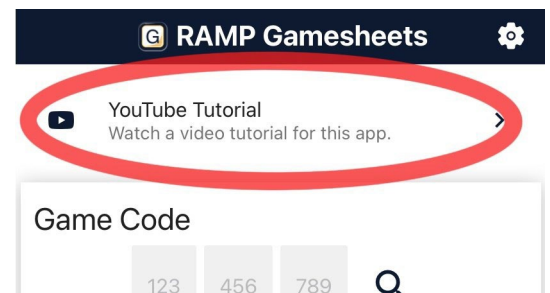 G RAMP Gamesheets
YouTube Tutorial
Watch a video tutorial for this app.
Game Code
123 456 789